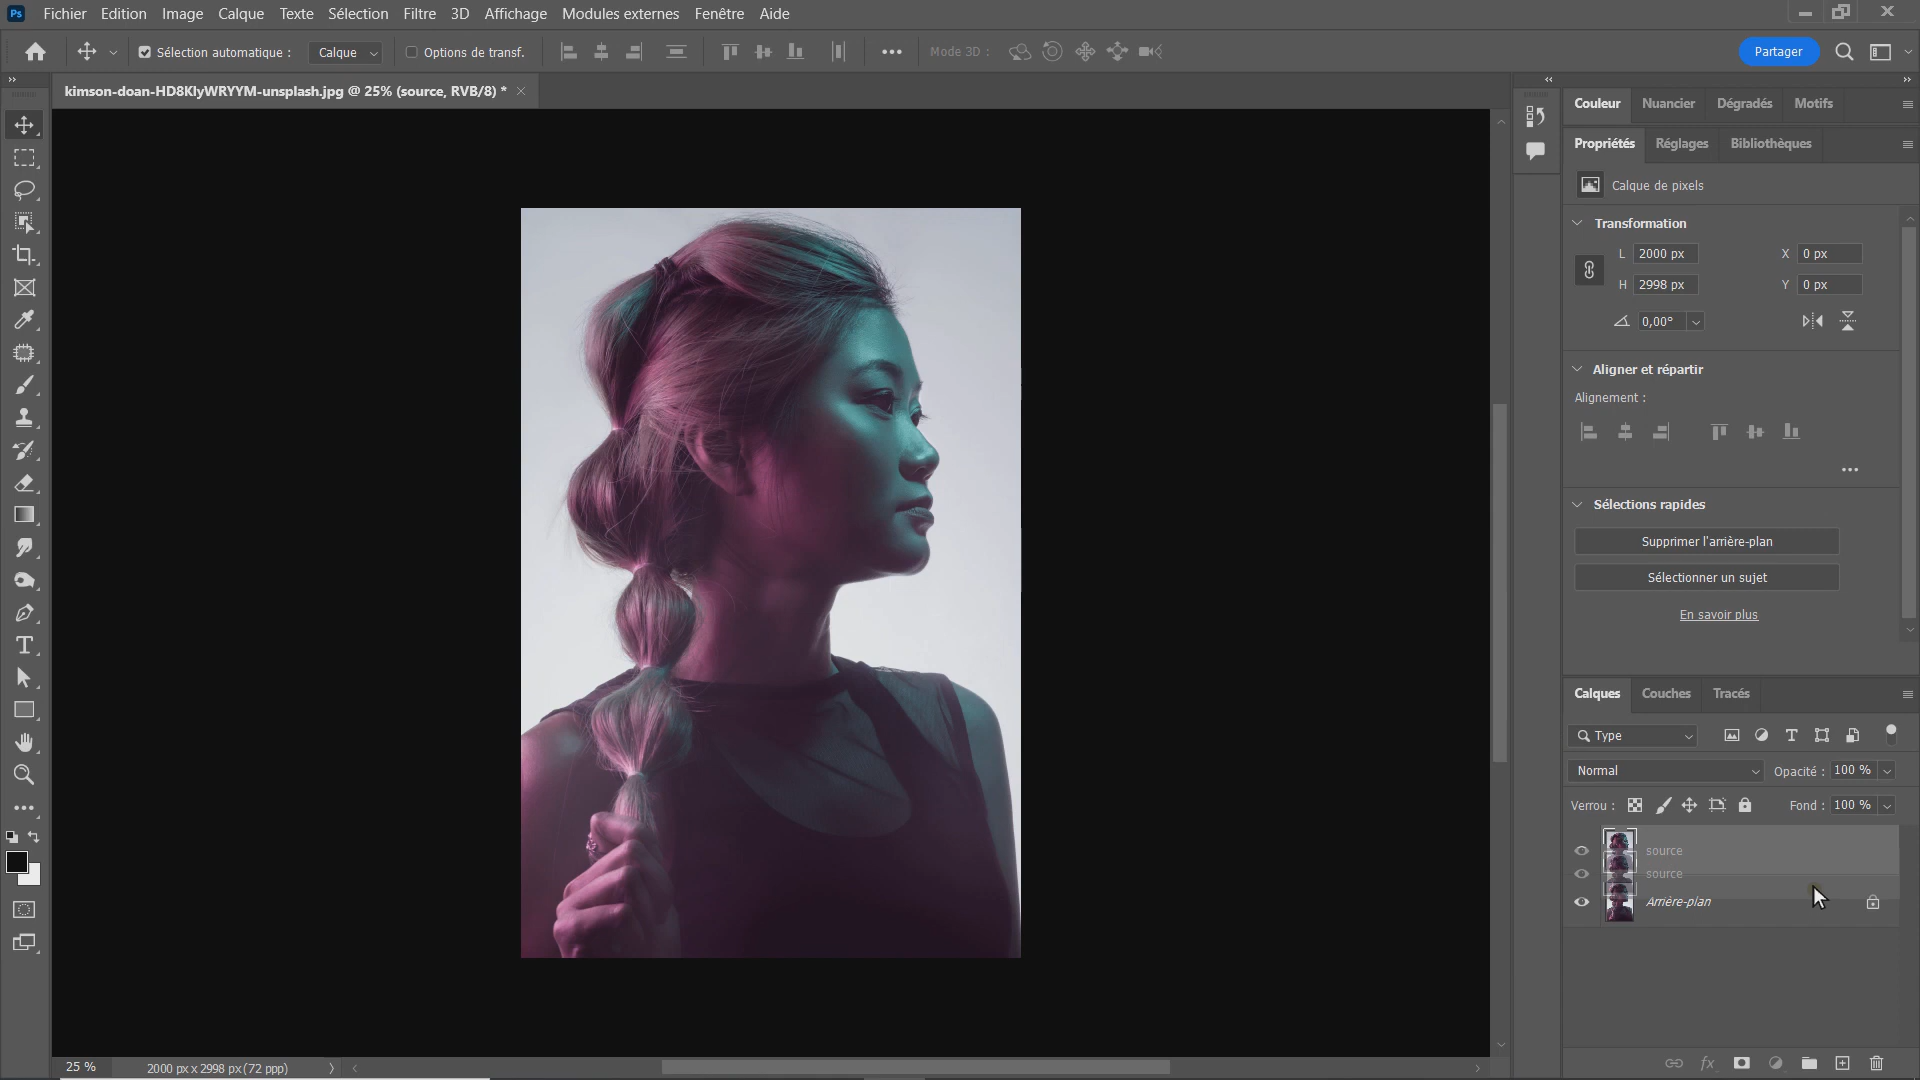 Ps Fichier Edition Image Calque Texte Sélection Filtre 3D Affichage Modules externes Fenêtre Aide
Sélection automatique : Calque Options de transf. Mode 3D : Partager
kimson-doan-HD8KlyWRYYM-unsplash.jpg @ 25% (source, RVB/8) *
Couleur Nuancier Dégradés Motifs
Propriétés Réglages Bibliothèques
Calque de pixels
Transformation
L 2000 px X 0 px
H 2998 px Y 0 px
0,00°
Aligner et répartir
Alignement :
Sélections rapides
Supprimer l'arrière-plan
Sélectionner un sujet
En savoir plus
Calques Couches Tracés
Type
Normal Opacité : 100 %
Verrou : Fond : 100 %
source
source
Arrière-plan
25 % 2000 px x 2998 px (72 ppp)
fx